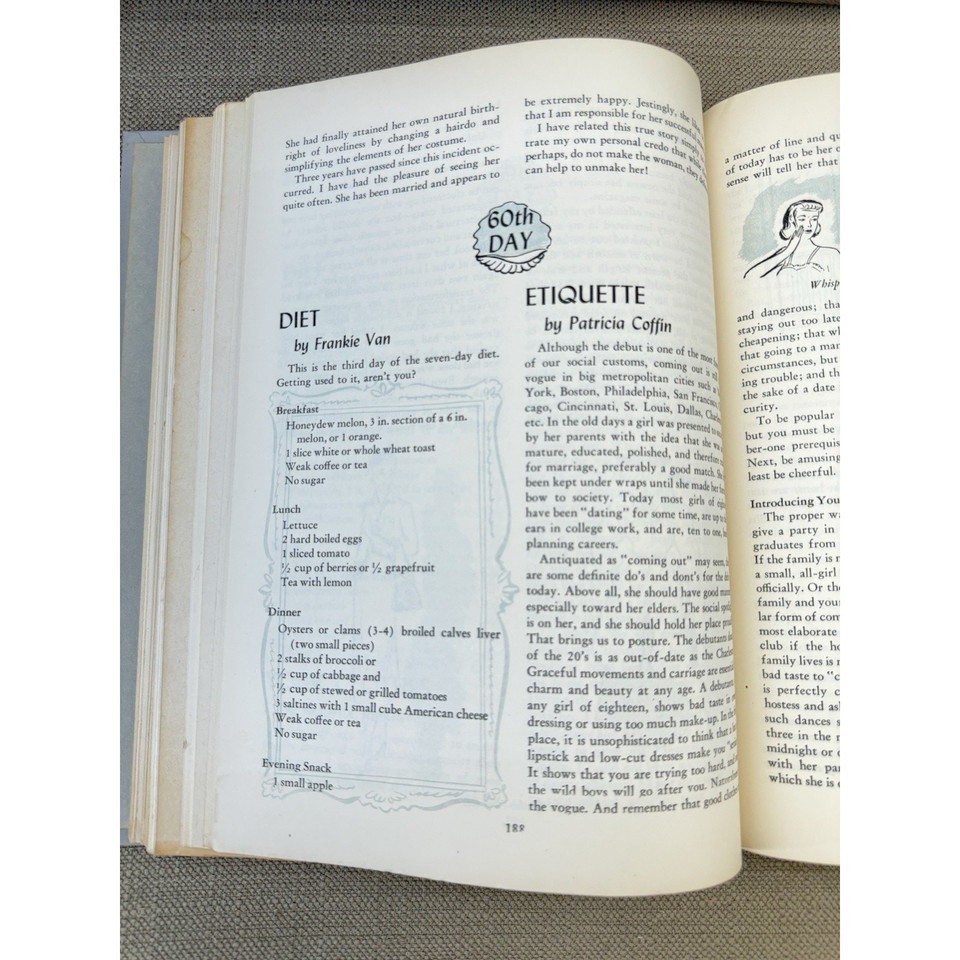 She had finally attained her own natural birth-
right of loveliness by changing a hairdo and
simplifying the elements of her costume.
Three years have passed since this incident oc-
curred. I have had the pleasure of seeing her
quite often. She has been married and appears to
be extremely happy. Jestingly, she
that I am responsible for her successful
I have related this true story simply
trate my own personal credo that while
perhaps, do not make the woman, they
can help to unmake her!
60th
DAY
DIET
by Frankie Van
This is the third day of the seven-day diet.
Getting used to it, aren't you?
Breakfast
Honeydew melon, 3 in. section of a 6 in.
melon, or 1 orange.
1 slice white or whole wheat toast
Weak coffee or tea
No sugar
Lunch
Lettuce
2 hard boiled eggs
1 sliced tomato
½ cup of berries or ½ grapefruit
Tea with lemon
Dinner
Oysters or clams (3-4) broiled calves liver
(two small pieces)
2 stalks of broccoli or
½ cup of cabbage and
½ cup of stewed or grilled tomatoes
3 saltines with 1 small cube American cheese
Weak coffee or tea
No sugar
Evening Snack
1 small apple
ETIQUETTE
by Patricia Coffin
Although the debut is one of the most
of our social customs, coming out is still
vogue in big metropolitan cities such
York, Boston, Philadelphia, San Francisco,
cago, Cincinnati, St. Louis, Dallas,
etc. In the old days a girl was presented to
by her parents with the idea that she was
mature, educated, polished, and therefore
for marriage, preferably a good match. She
been kept under wraps until she made her
bow to society. Today most girls of
have been "dating" for some time, are up to
ears in college work, and are, ten to one,
planning careers.
Antiquated as "coming out" may seem,
are some definite do's and dont's for the
today. Above all, she should have good
especially toward her elders. The social
is on her, and she should hold her place
That brings us to posture. The debutante
of the 20's is as out-of-date as the
Graceful movements and carriage are
charm and beauty at any age. A debutante,
any girl of eighteen, shows bad taste in
dressing or using too much make-up. In the
place, it is unsophisticated to think that
lipstick and low-cut dresses make you
It shows that you are trying too hard, and
the wild boys will go after you.
the vogue. And remember that good
188
a matter of line and
of today has to be her
sense will tell her that
and dangerous;
staying out too late
cheapening; that
that going to a
circumstances, but
ing trouble; and
the sake of a date
curity.
To be popular
but you must be
ber-one
Next, be amusing
least be cheerful.
Introducing
The proper
give a party in
graduates from
If the family is
a small, all-girl
officially. Or the
family and your
lar form of
most elaborate
club if the
family lives is
bad taste to
is perfectly
hostess and
such dances
three in the
midnight or
with her
which she is